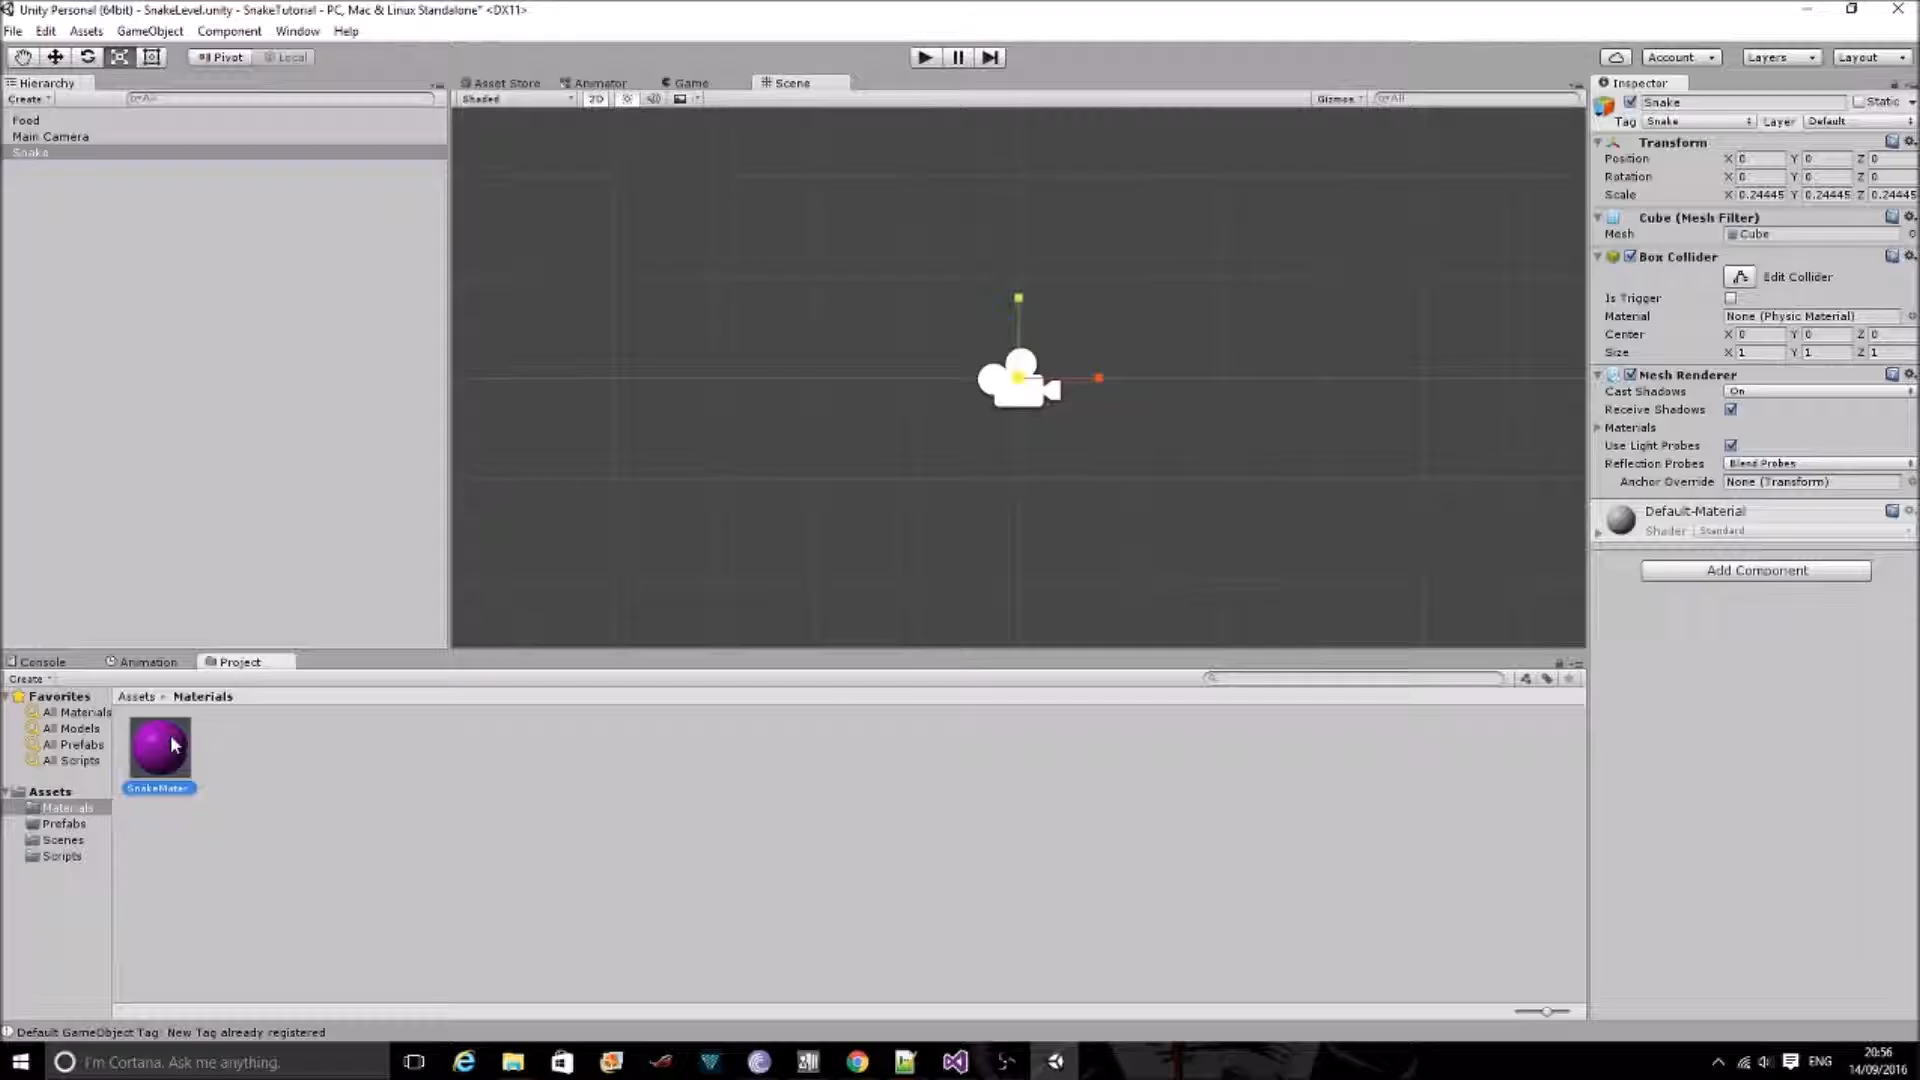 Unity Personal (64bit) - SnakeLevel.unity - SnakeTutorial - PC, Mac & Linux Standalone* <DX11>
File Edit Assets GameObject Component Window Help
Pivot Local
Account Layers Layout
Hierarchy
Create All
Food
Main Camera
Snake
Asset Store Animator Game Scene
Shaded 2D Gizmos All
Inspector
Snake Static
Tag Snake Layer Default
Transform
Position X 0 Y 0 Z 0
Rotation X 0 Y 0 Z 0
Scale X 0.24445 Y 0.24445 Z 0.24445
Cube (Mesh Filter)
Mesh Cube
Box Collider
Edit Collider
Is Trigger
Material None (Physic Material)
Center X 0 Y 0 Z 0
Size X 1 Y 1 Z 1
Mesh Renderer
Cast Shadows On
Receive Shadows
Materials
Use Light Probes
Reflection Probes Blend Probes
Anchor Override None (Transform)
Default-Material
Shader Standard
Add Component
Console Animation Project
Create
Favorites
All Materials
All Models
All Prefabs
All Scripts
Assets
Materials
Prefabs
Scenes
Scripts
Assets Materials
SnakeMater
Default GameObject Tag: New Tag already registered
I'm Cortana. Ask me anything.
ENG
20:56
14/09/2016